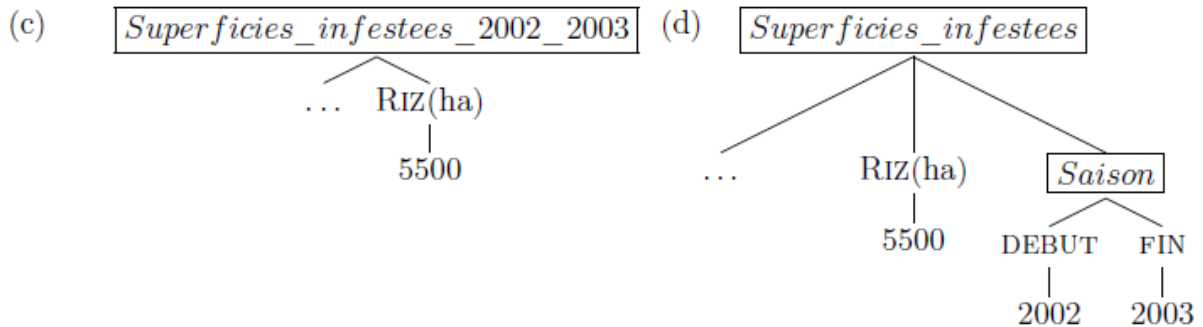 (c) Superficies_infestees_2002_2003 (d) Superficies_infestees
... RIZ(ha)
5500
... RIZ(ha) Saison
5500 DEBUT FIN
2002 2003